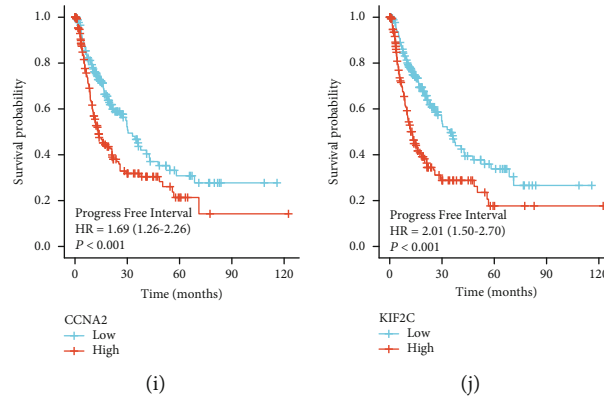 1.0
0.8
0.6
0.4
0.2
0.0
Survival probability
Progress Free Interval
HR = 1.69 (1.26-2.26)
P < 0.001
0 30 60 90 120
Time (months)
CCNA2
Low
High
(i)
1.0
0.8
0.6
0.4
0.2
0.0
Survival probability
Progress Free Interval
HR = 2.01 (1.50-2.70)
P < 0.001
0 30 60 90 120
Time (months)
KIF2C
Low
High
(j)